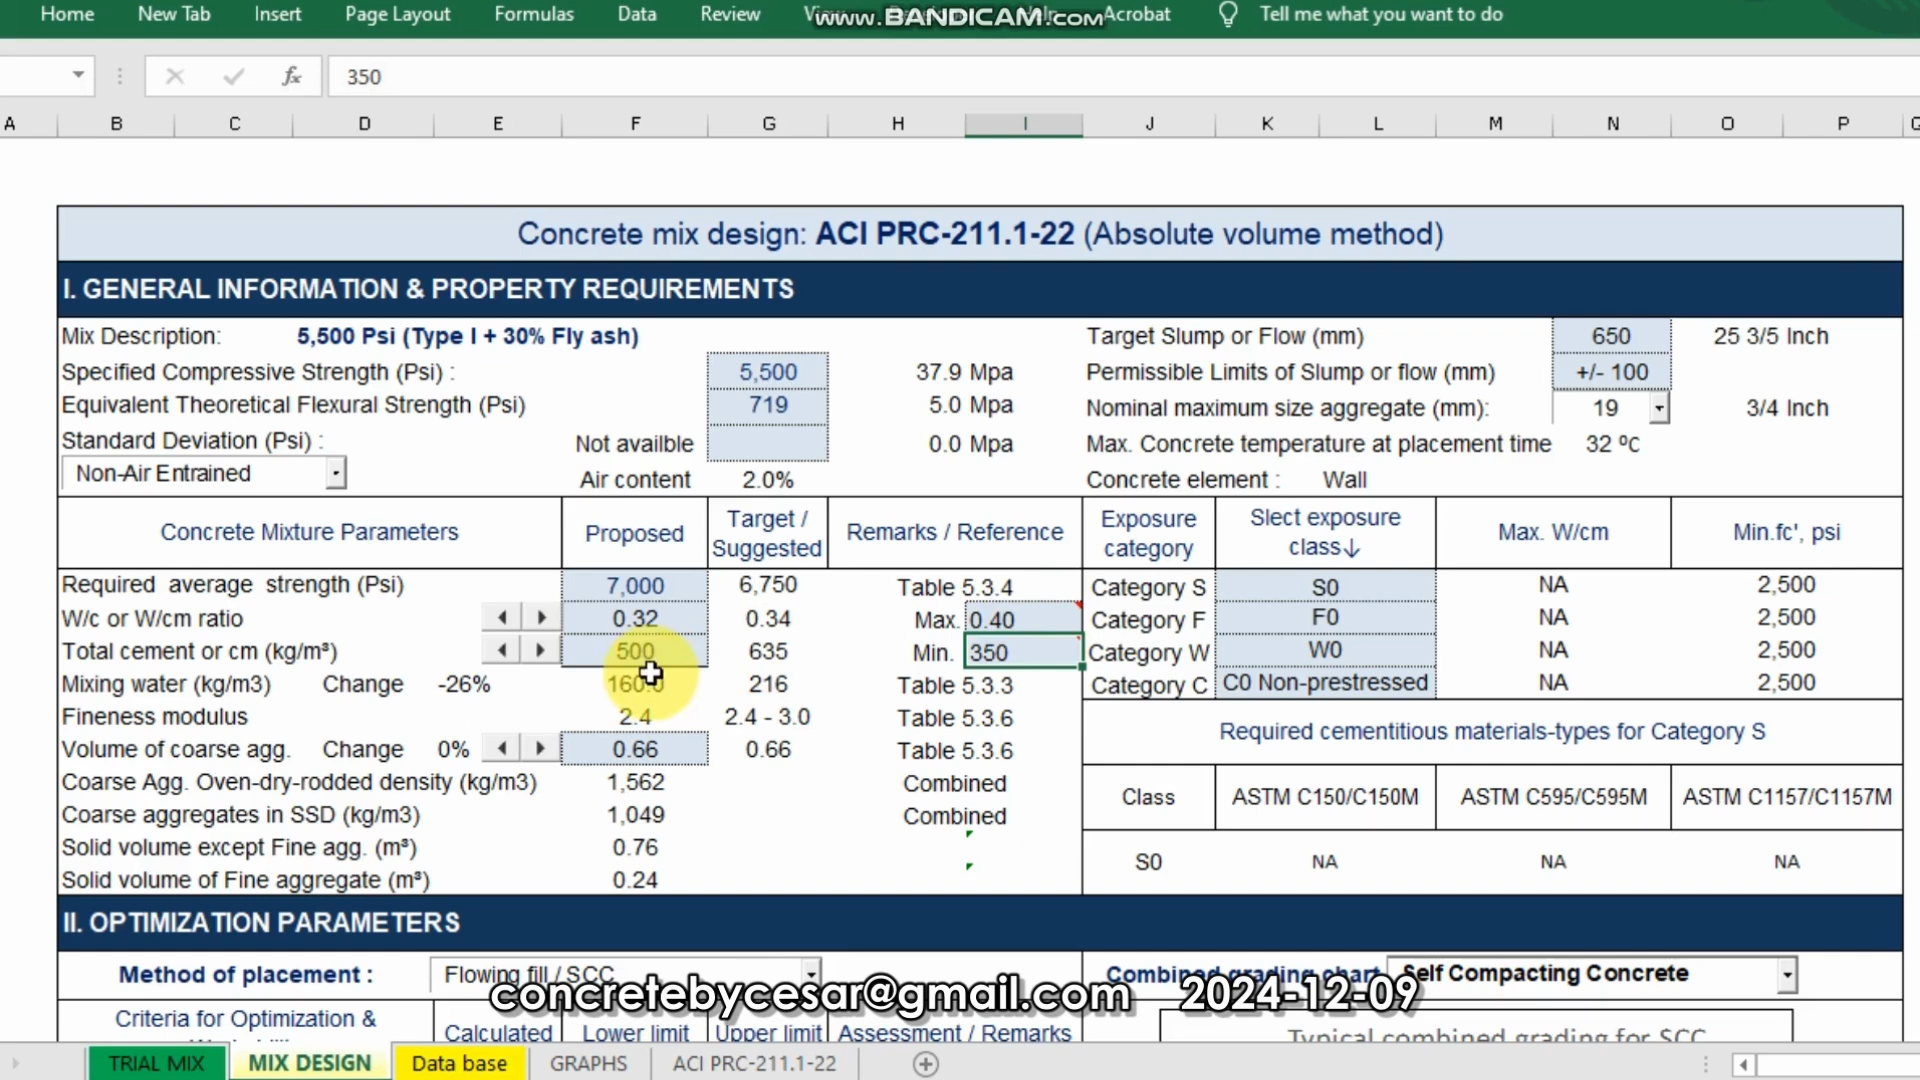 Home New Tab Insert Page Layout Formulas Data Review Acrobat Tell me what you want to do
www.BANDICAM.com
fx 350
A B C D E F G H I J K L M N O P
Concrete mix design: ACI PRC-211.1-22 (Absolute volume method)
I. GENERAL INFORMATION & PROPERTY REQUIREMENTS
Mix Description: 5,500 Psi (Type I + 30% Fly ash) Target Slump or Flow (mm) 650 25 3/5 Inch
Specified Compressive Strength (Psi) : 5,500 37.9 Mpa Permissible Limits of Slump or flow (mm) +/- 100
Equivalent Theoretical Flexural Strength (Psi) 719 5.0 Mpa Nominal maximum size aggregate (mm): 19 3/4 Inch
Standard Deviation (Psi) : Not availble 0.0 Mpa Max. Concrete temperature at placement time 32 ºC
Non-Air Entrained Air content 2.0% Concrete element : Wall
Concrete Mixture Parameters Proposed Target / Suggested Remarks / Reference Exposure category Slect exposure class↓ Max. W/cm Min.fc', psi
Required average strength (Psi) 7,000 6,750 Table 5.3.4 Category S S0 NA 2,500
W/c or W/cm ratio 0.32 0.34 Max. 0.40 Category F F0 NA 2,500
Total cement or cm (kg/m³) 500 635 Min. 350 Category W W0 NA 2,500
Mixing water (kg/m3) Change -26% 160.0 216 Table 5.3.3 Category C C0 Non-prestressed NA 2,500
Fineness modulus 2.4 2.4 - 3.0 Table 5.3.6 Required cementitious materials-types for Category S
Volume of coarse agg. Change 0% 0.66 0.66 Table 5.3.6
Coarse Agg. Oven-dry-rodded density (kg/m3) 1,562 Combined Class ASTM C150/C150M ASTM C595/C595M ASTM C1157/C1157M
Coarse aggregates in SSD (kg/m3) 1,049 Combined
Solid volume except Fine agg. (m³) 0.76 S0 NA NA NA
Solid volume of Fine aggregate (m³) 0.24
II. OPTIMIZATION PARAMETERS
Method of placement : Flowing fill / SCC Combined grading chart Self Compacting Concrete
concretebycesar@gmail.com 2024-12-09
Criteria for Optimization & Calculated Lower limit Upper limit Assessment / Remarks Typical combined grading for SCC
TRIAL MIX MIX DESIGN Data base GRAPHS ACI PRC-211.1-22